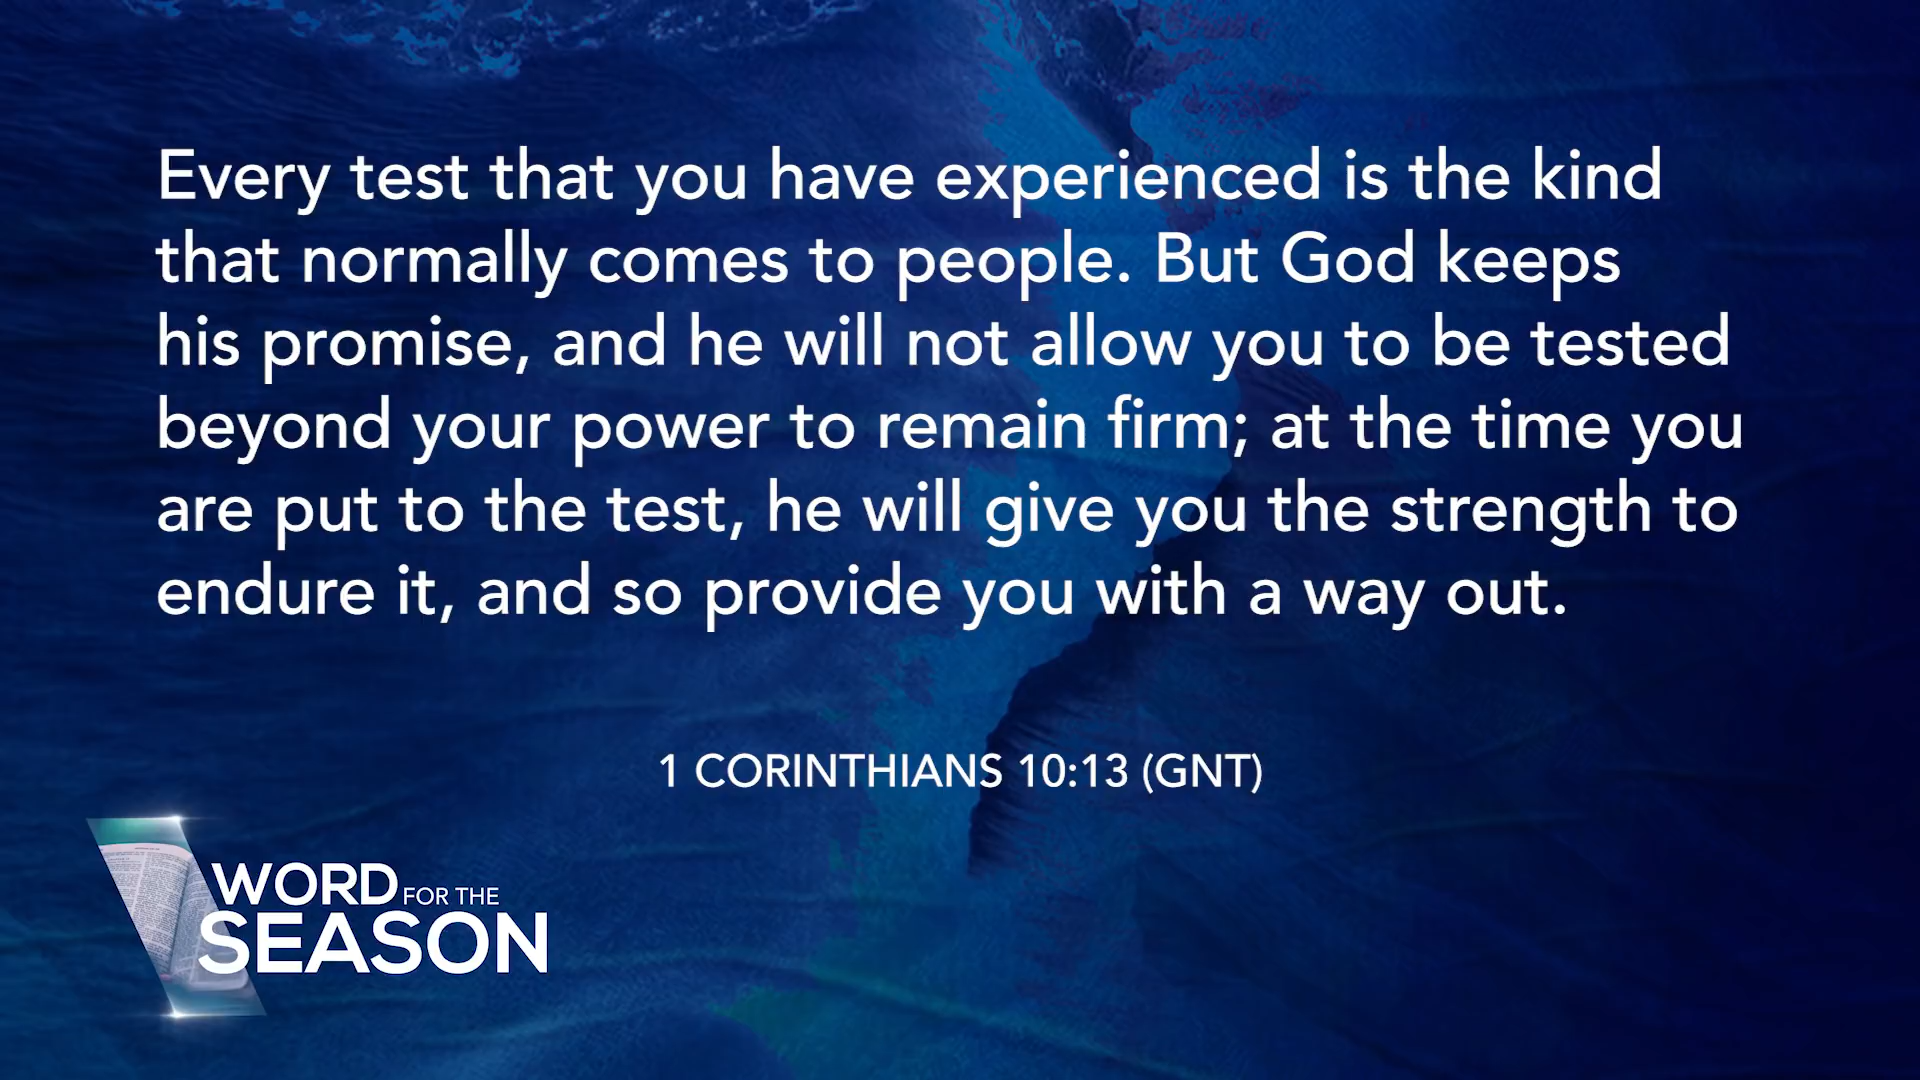 Every test that you have experienced is the kind
that normally comes to people. But God keeps
his promise, and he will not allow you to be tested
beyond your power to remain firm; at the time you
are put to the test, he will give you the strength to
endure it, and so provide you with a way out.
1 CORINTHIANS 10:13 (GNT)
WORD FOR THE
SEASON